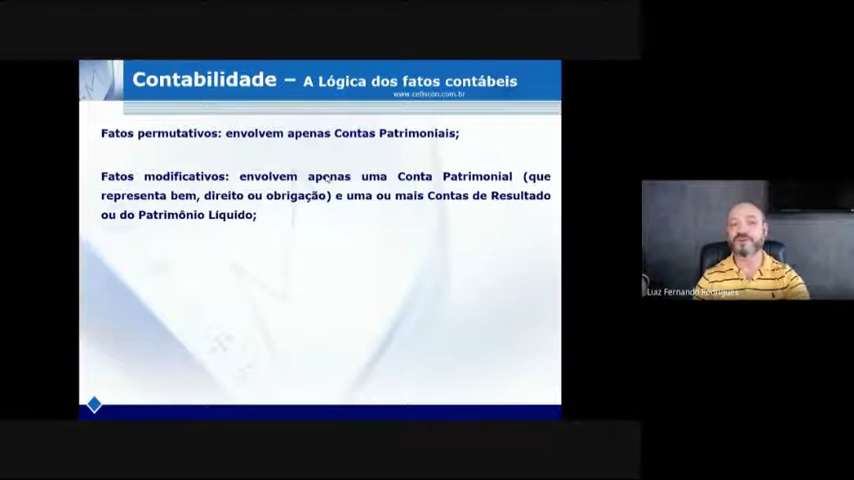 Contabilidade – A Lógica dos fatos contábeis
www.celiscon.com.br
Fatos permutativos: envolvem apenas Contas Patrimoniais;
Fatos modificativos: envolvem apenas uma Conta Patrimonial (que
representa bem, direito ou obrigação) e uma ou mais Contas de Resultado
ou do Patrimônio Líquido;
Luiz Fernando Rodrigues